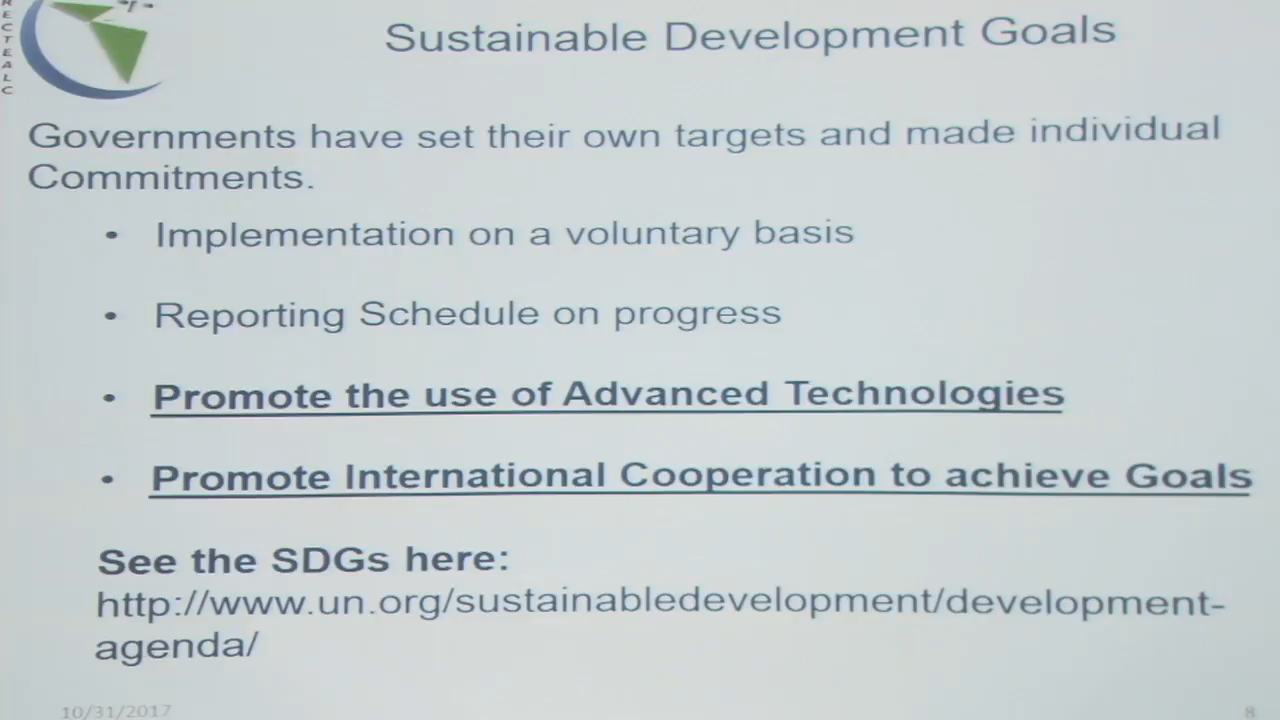 RECTEALC
Sustainable Development Goals
Governments have set their own targets and made individual
Commitments.
• Implementation on a voluntary basis
• Reporting Schedule on progress
• Promote the use of Advanced Technologies
• Promote International Cooperation to achieve Goals
See the SDGs here:
http://www.un.org/sustainabledevelopment/development-
agenda/
10/31/2017
8